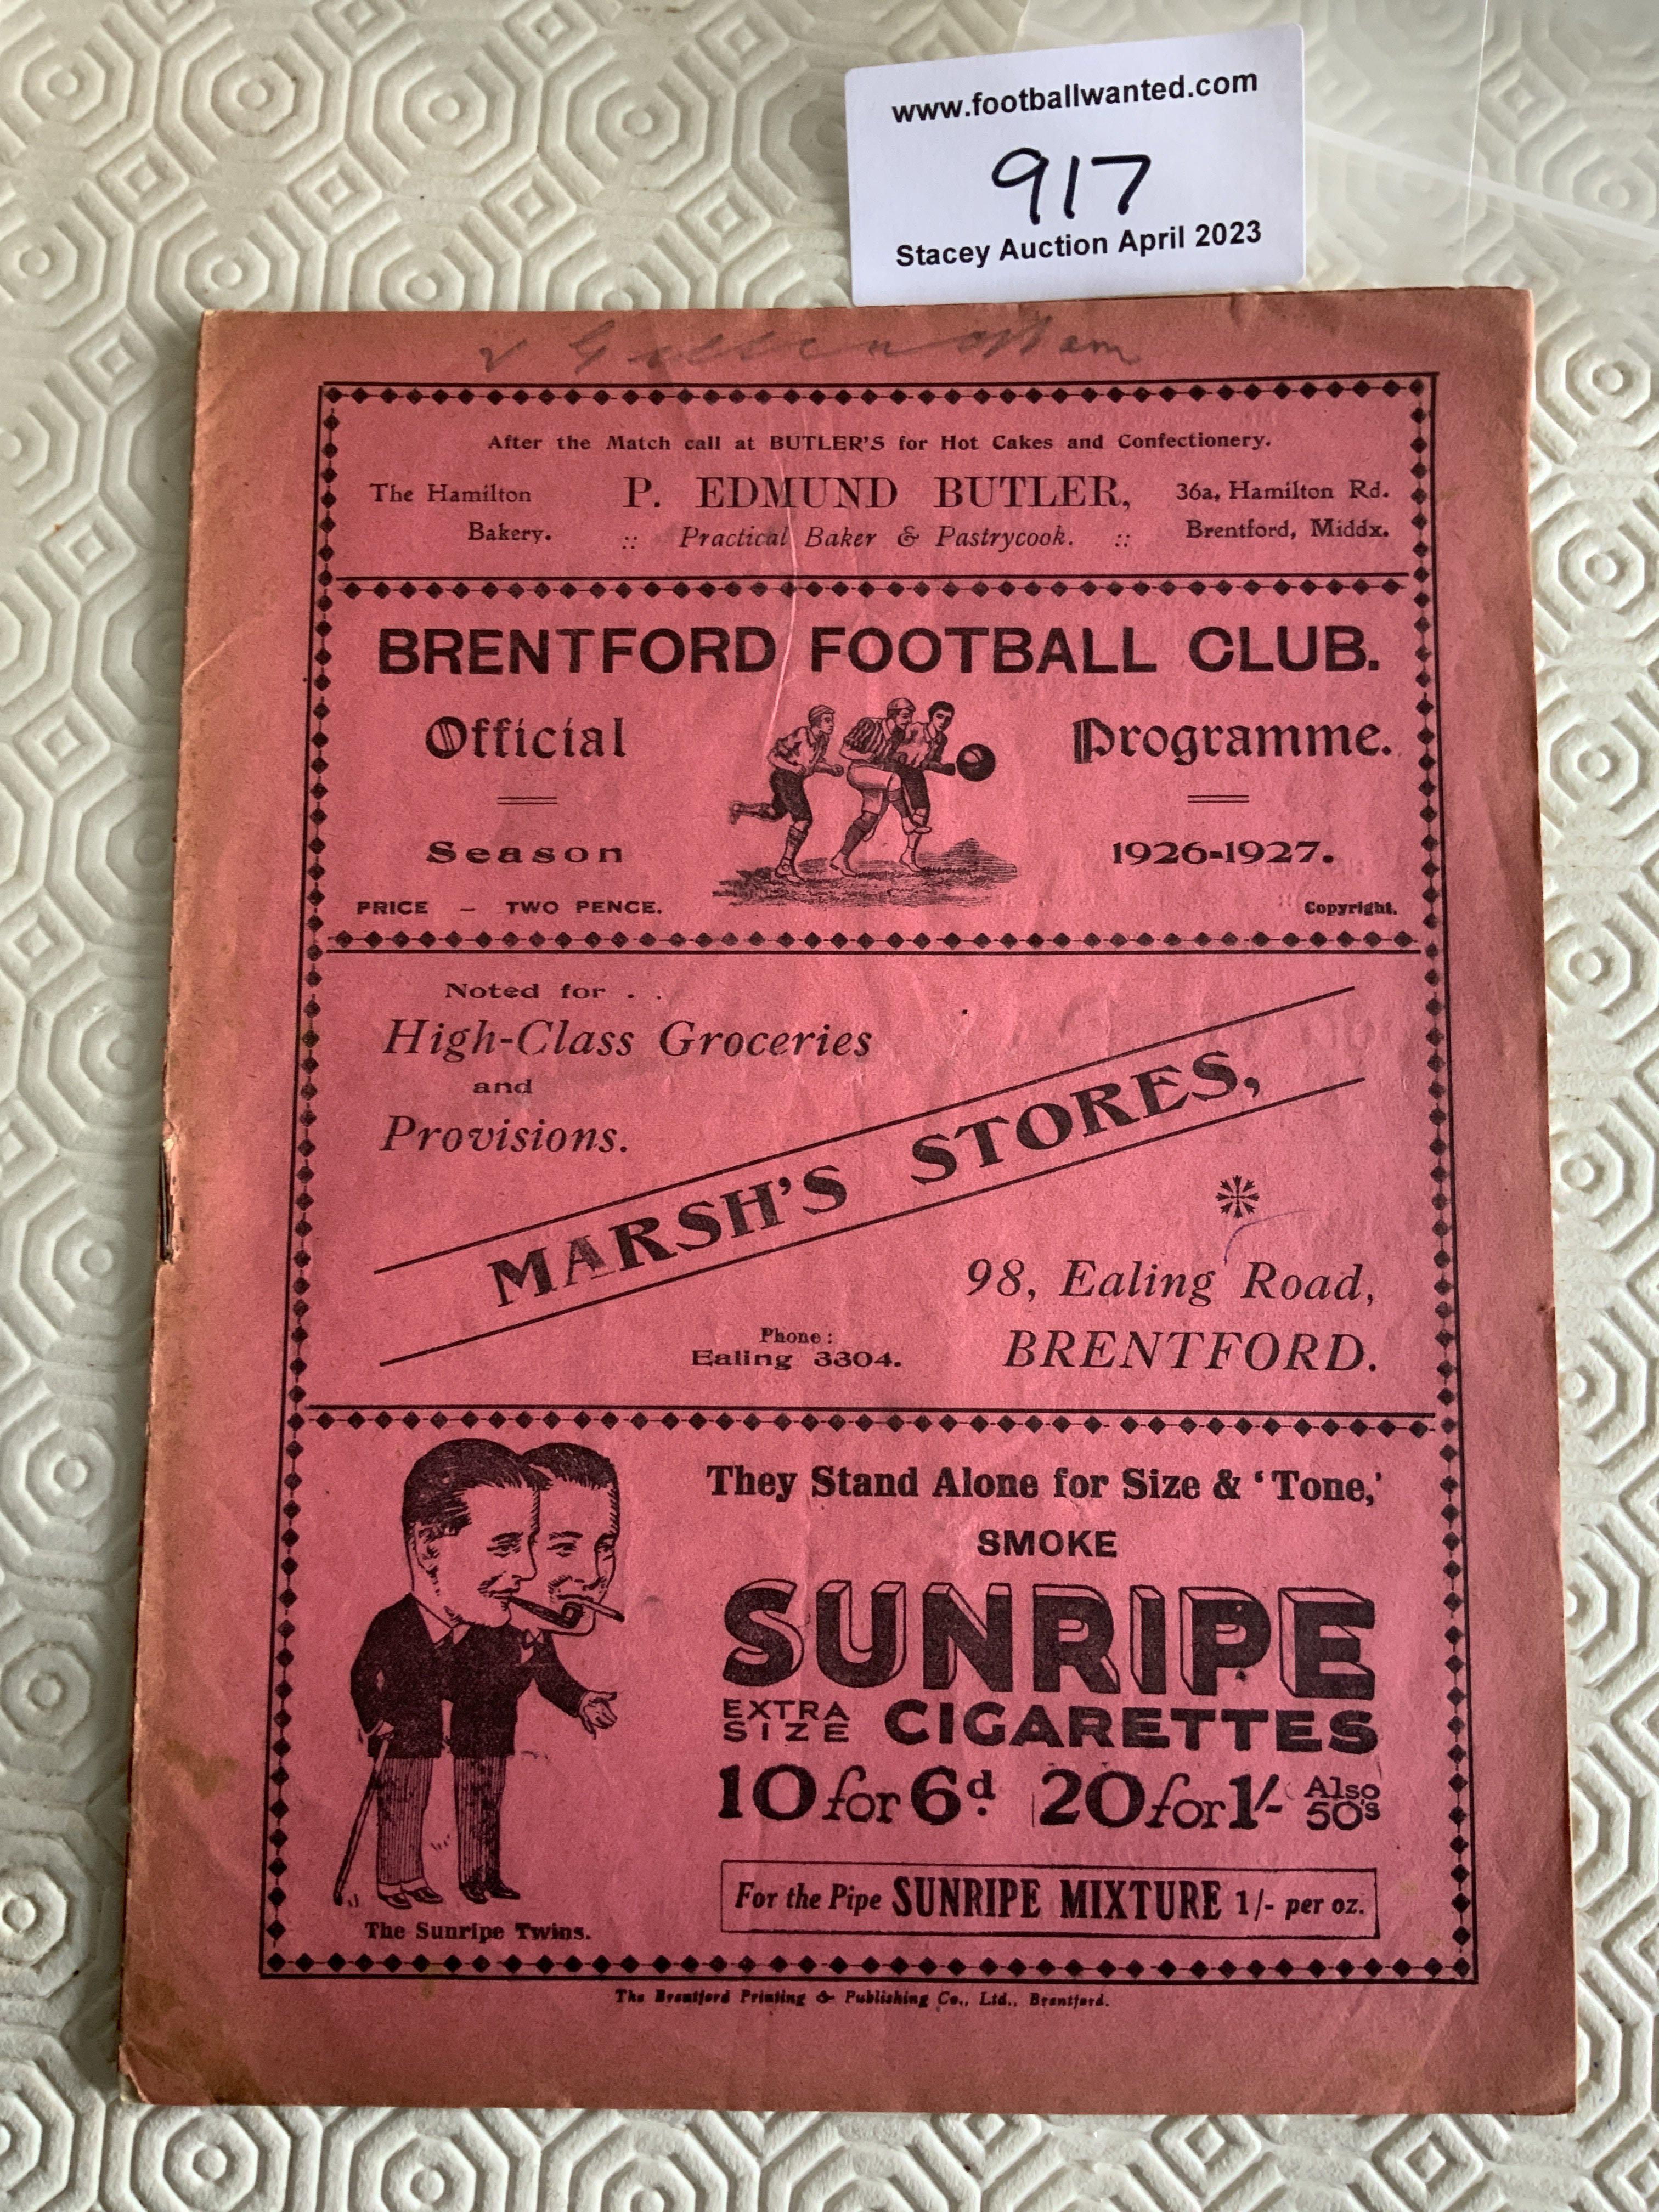 www.footballwanted.com
917
Stacey Auction April 2023
v Gillingham
After the Match call at BUTLER'S for Hot Cakes and Confectionery.
The Hamilton Bakery.
P. EDMUND BUTLER,
:: Practical Baker & Pastrycook. ::
36a, Hamilton Rd.
Brentford, Middx.
BRENTFORD FOOTBALL CLUB.
Official Programme.
Season 1926-1927.
PRICE – TWO PENCE.
Copyright.
Noted for . .
High-Class Groceries
and
Provisions.
MARSH'S STORES,
98, Ealing Road,
BRENTFORD.
Phone :
Ealing 3304.
They Stand Alone for Size & 'Tone,'
SMOKE
SUNRIPE
EXTRA SIZE CIGARETTES
10 for 6d. 20 for 1/- Also 50's
For the Pipe SUNRIPE MIXTURE 1/- per oz.
The Sunripe Twins.
The Brentford Printing & Publishing Co., Ltd., Brentford.